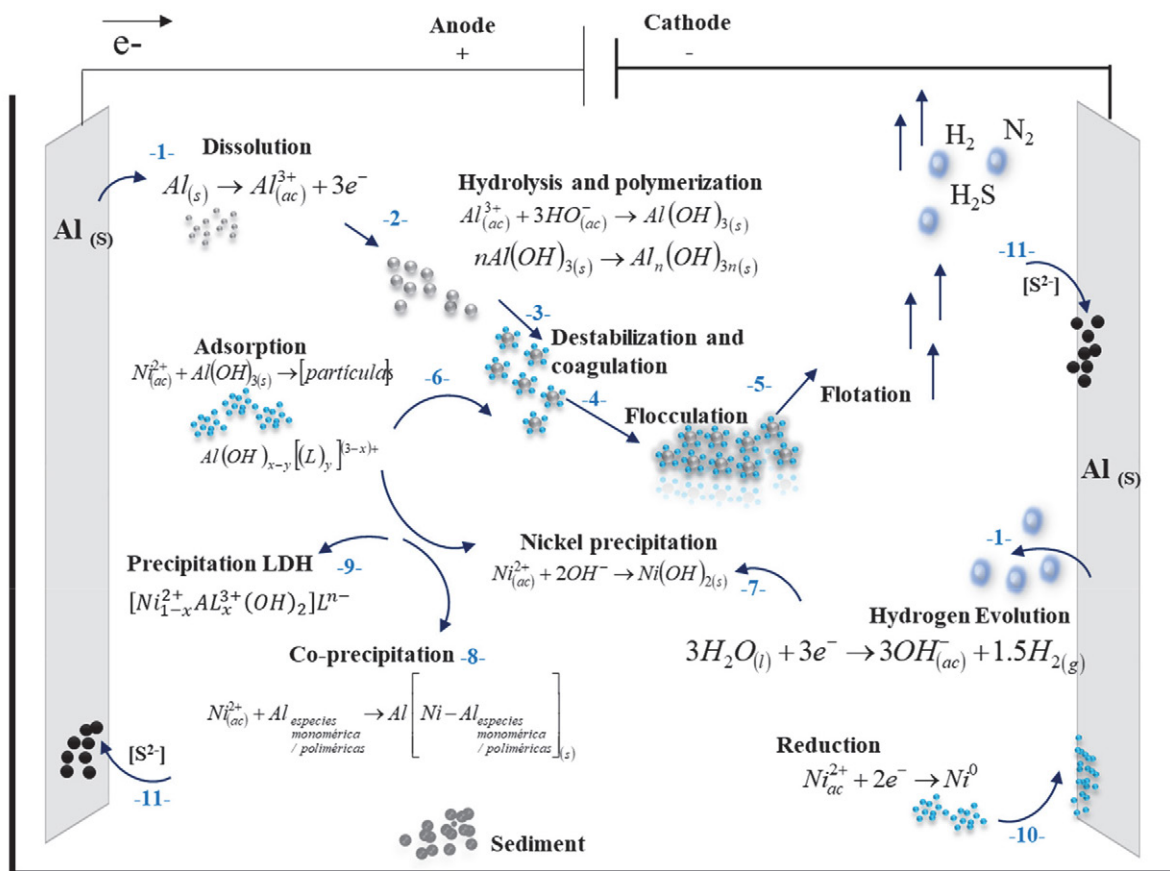 e-
Anode
+
Cathode
-
-1-
Dissolution
Al(s) → Al³⁺(ac) + 3e⁻
Al (S)
-2-
Hydrolysis and polymerization
Al³⁺(ac) + 3HO⁻(ac) → Al(OH)₃(s)
nAl(OH)₃(s) → Alₙ(OH)₃ₙ(s)
H₂
N₂
H₂S
-11-
[S²⁻]
-3-
Destabilization and
coagulation
Adsorption
Ni²⁺(ac) + Al(OH)₃(s) → [partículas]
Al(OH)ₓ₋ᵧ[(L)ᵧ]⁽³⁻ˣ⁾⁺
-6-
-4-
Flocculation
-5-
Flotation
Al (S)
Precipitation LDH
-9-
[Ni²⁺₁₋ₓ ALₓ³⁺(OH)₂]Lⁿ⁻
Nickel precipitation
Ni²⁺(ac) + 2OH⁻ → Ni(OH)₂(s)
-7-
-1-
Hydrogen Evolution
3H₂O(l) + 3e⁻ → 3OH⁻(ac) + 1.5H₂(g)
Co-precipitation -8-
Ni²⁺(ac) + Al especies monomérica / poliméricas → Al [Ni – Al especies monomérica / poliméricas](s)
[S²⁻]
-11-
Reduction
Ni²⁺ac + 2e⁻ → Ni⁰
-10-
Sediment